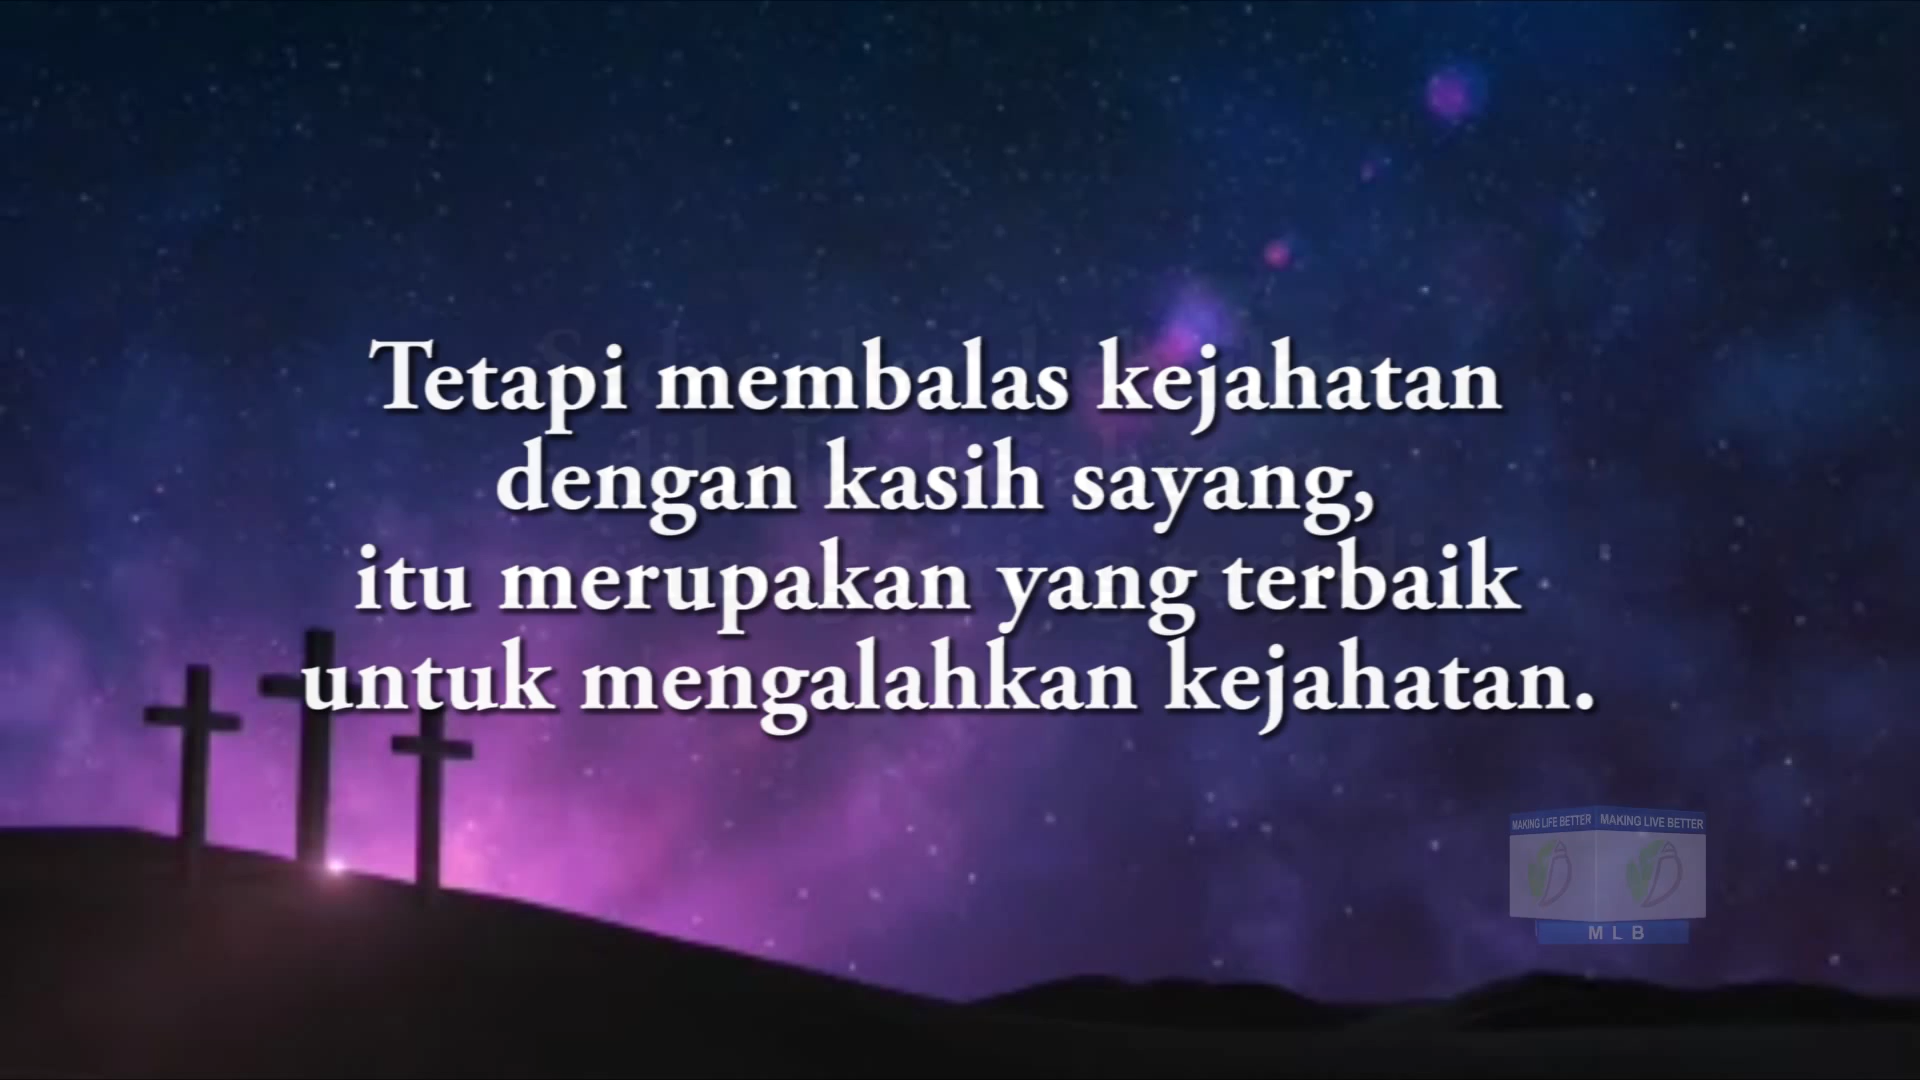 Tetapi membalas kejahatan
dengan kasih sayang,
itu merupakan yang terbaik
untuk mengalahkan kejahatan.
MAKING LIFE BETTER MAKING LIVE BETTER
MLB